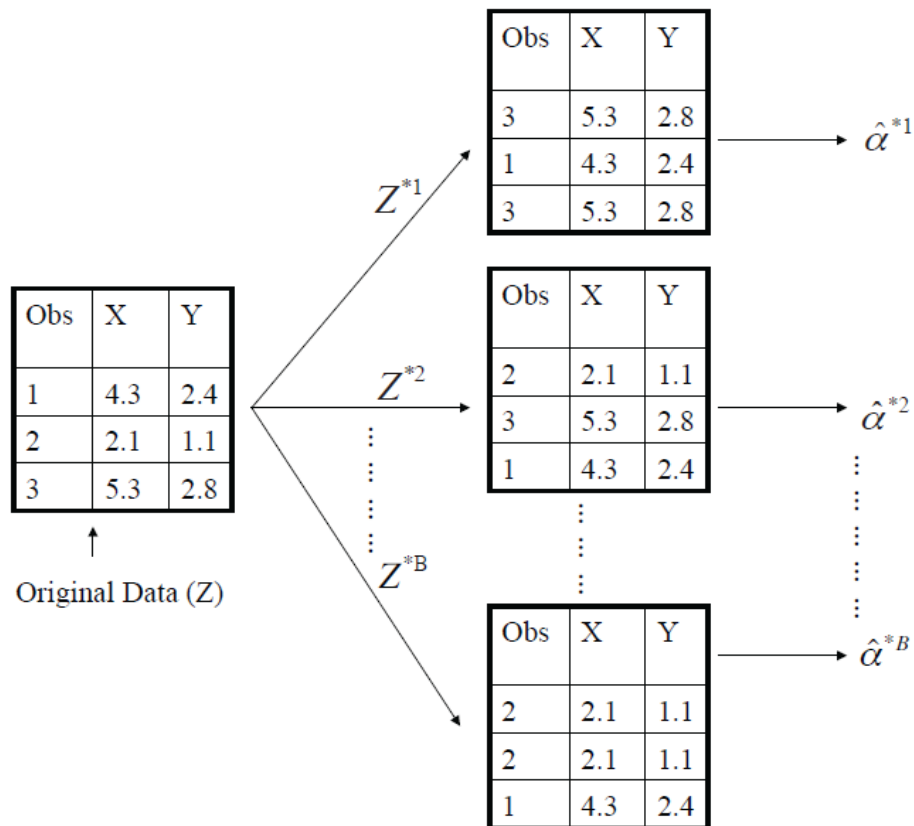 Obs X Y
3 5.3 2.8
1 4.3 2.4
3 5.3 2.8
α̂*1
Z*1
Obs X Y
1 4.3 2.4
2 2.1 1.1
3 5.3 2.8
Original Data (Z)
Z*2
Obs X Y
2 2.1 1.1
3 5.3 2.8
1 4.3 2.4
α̂*2
Z*B
Obs X Y
2 2.1 1.1
2 2.1 1.1
1 4.3 2.4
α̂*B